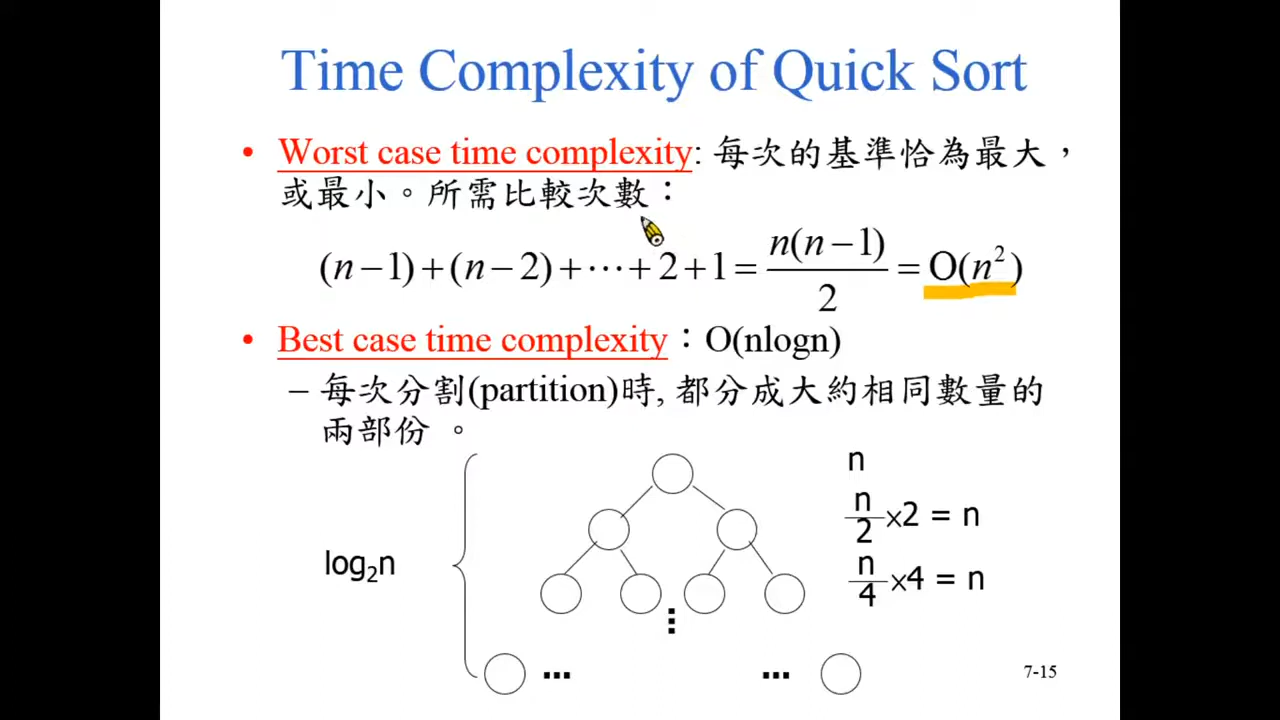 Time Complexity of Quick Sort
• Worst case time complexity: 每次的基準恰為最大，
或最小。所需比較次數：
(n−1)+(n−2)+⋯+2+1 = n(n−1)/2 = O(n²)
• Best case time complexity：O(nlogn)
– 每次分割(partition)時, 都分成大約相同數量的
兩部份 。
n
n/2 ×2 = n
log₂n
n/4 ×4 = n
⋮
... ...
7-15